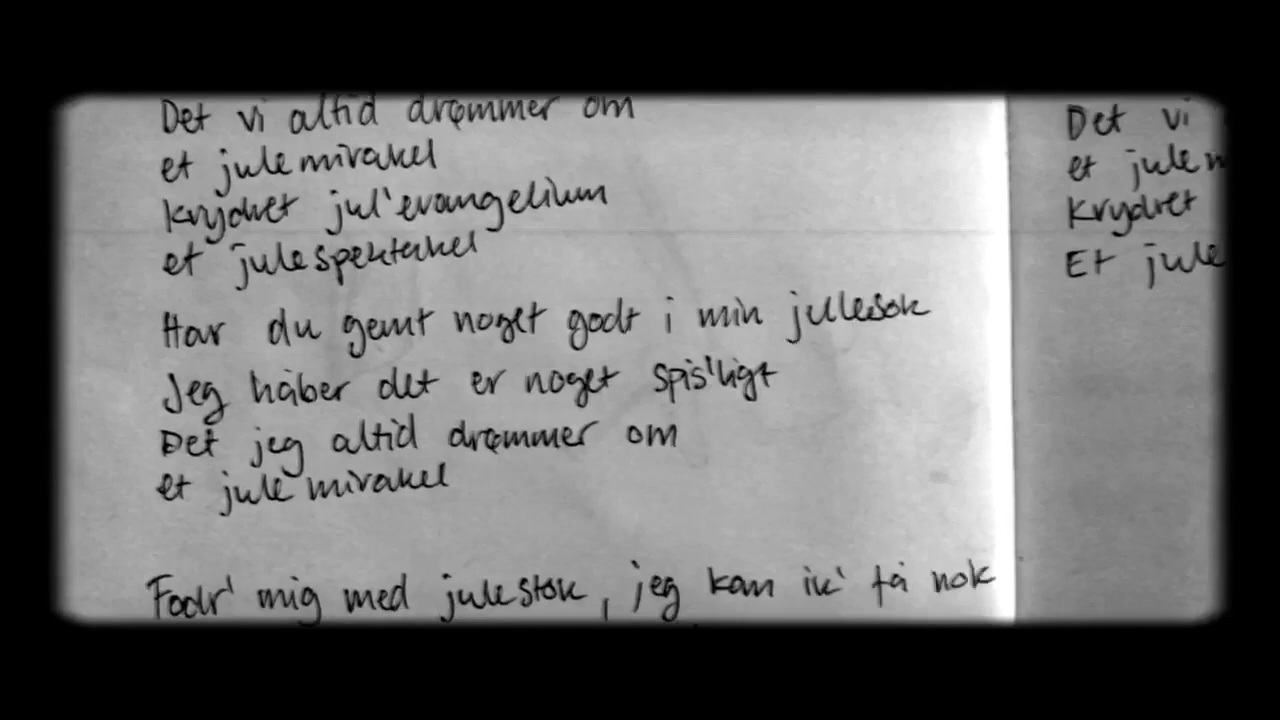 Det vi altid drømmer om
et julemirakel
krydret jul'evangelium
et julespektakel
Har du gemt noget godt i min julesok
Jeg håber det er noget spis'ligt
Det jeg altid drømmer om
et julemirakel
Fodr' mig med julestok, jeg kan ik' få nok
Det vi
et julem
Krydret
Et jule